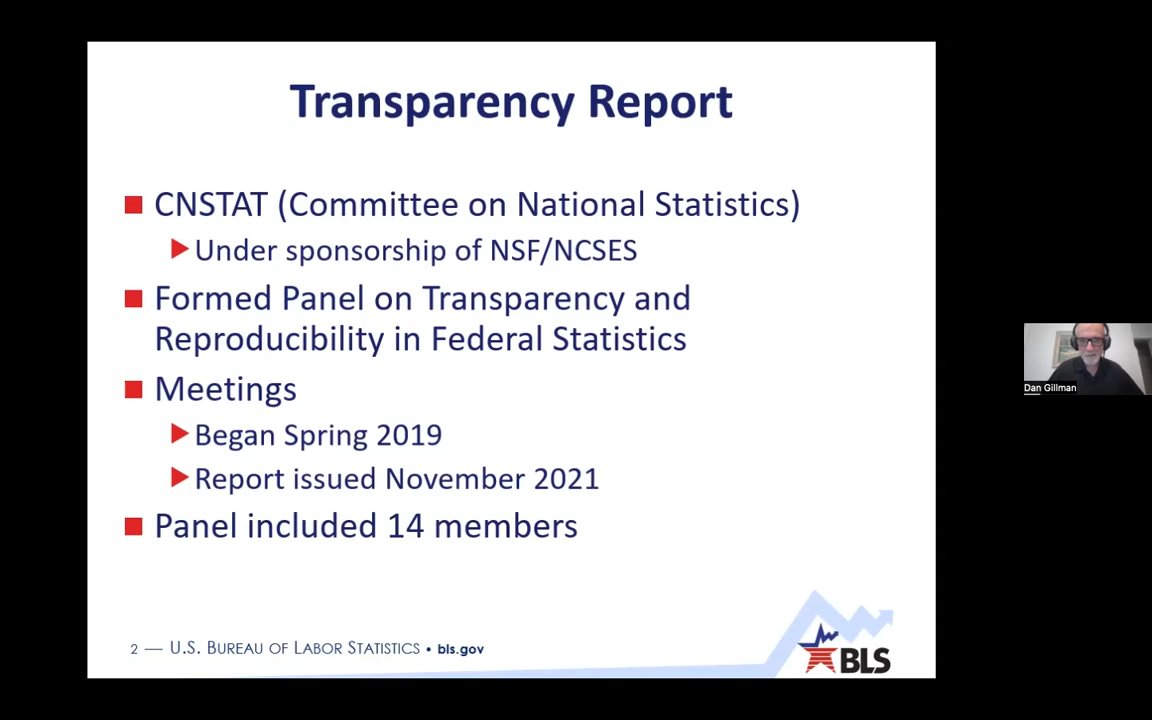 Transparency Report
CNSTAT (Committee on National Statistics)
Under sponsorship of NSF/NCSES
Formed Panel on Transparency and
Reproducibility in Federal Statistics
Meetings
Began Spring 2019
Report issued November 2021
Panel included 14 members
2 — U.S. BUREAU OF LABOR STATISTICS • bls.gov
BLS
Dan Gillman